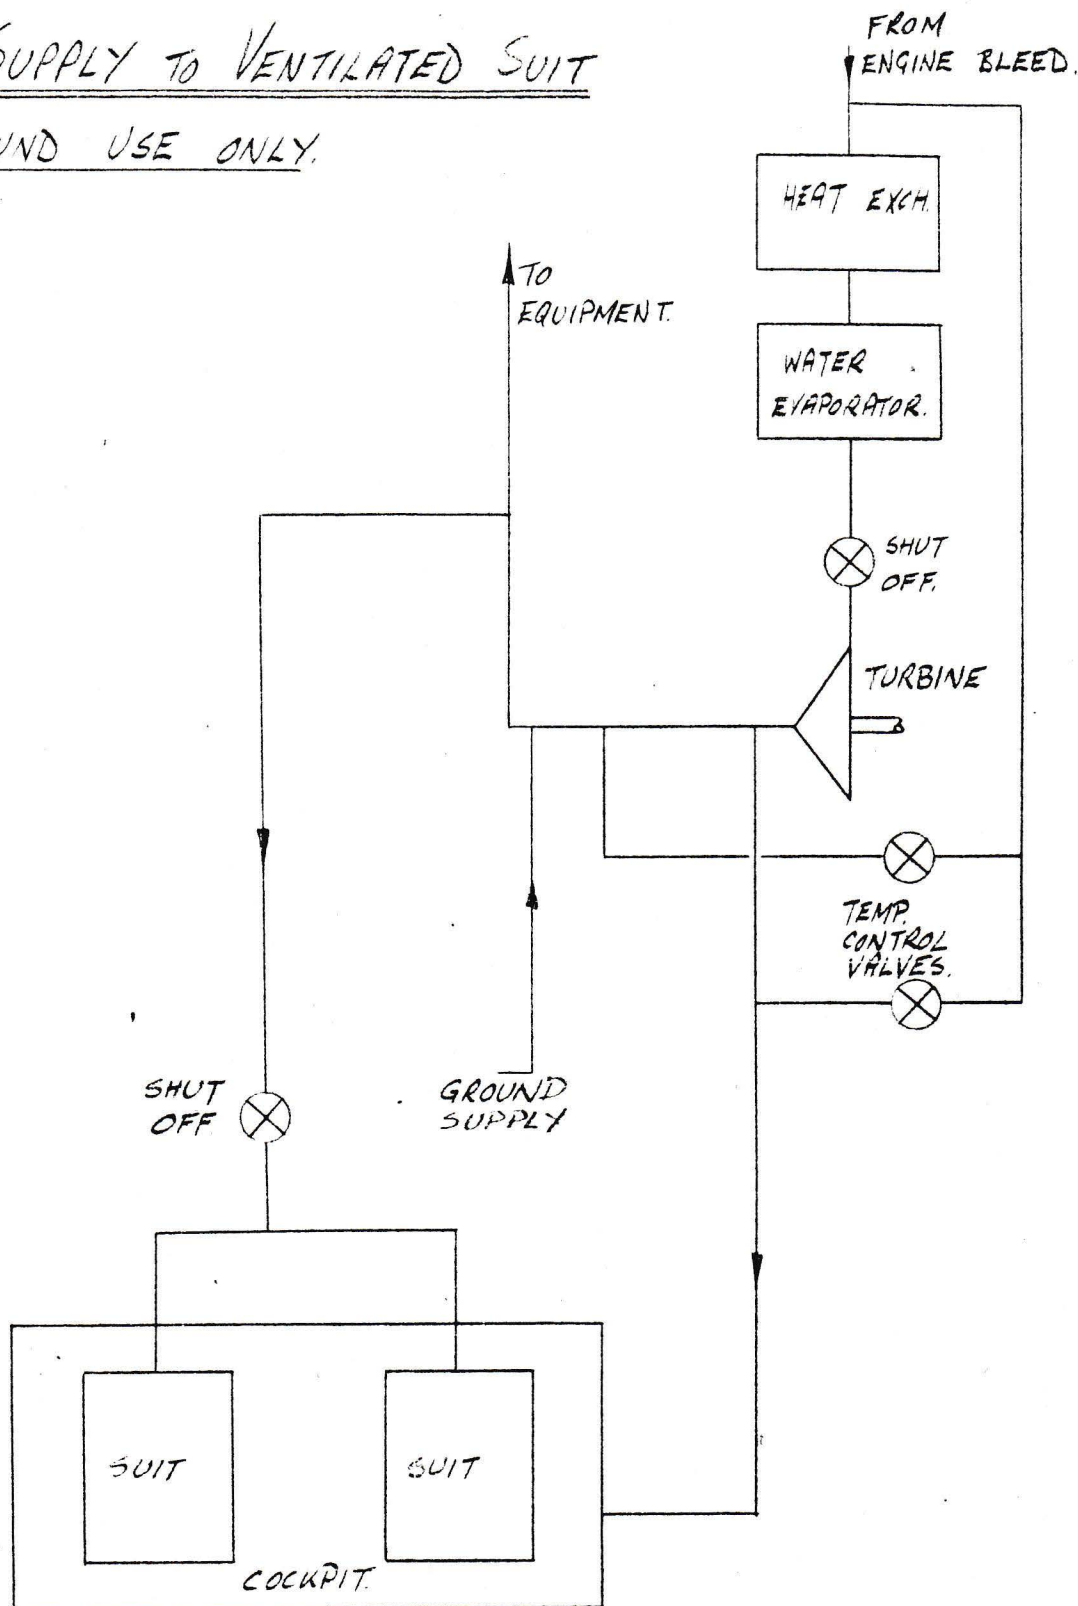 SUPPLY TO VENTILATED SUIT
UND USE ONLY.
FROM
ENGINE BLEED.
HEAT EXCH.
TO
EQUIPMENT.
WATER
EVAPORATOR.
SHUT
OFF.
TURBINE
TEMP.
CONTROL
VALVES.
SHUT
OFF
GROUND
SUPPLY
SUIT
SUIT
COCKPIT.